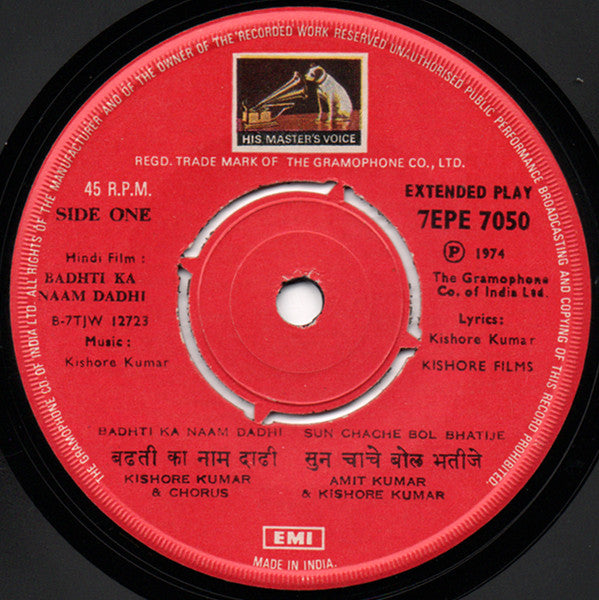 THE GRAMOPHONE CO. OF INDIA LTD. ALL RIGHTS OF THE MANUFACTURER AND OF THE OWNER OF THE RECORDED WORK RESERVED UNAUTHORISED PUBLIC PERFORMANCE BROADCASTING AND COPYING OF THIS RECORD PROHIBITED.
HIS MASTER'S VOICE
REGD. TRADE MARK OF THE GRAMOPHONE CO., LTD.
45 R.P.M.
SIDE ONE
Hindi Film :
BADHTI KA
NAAM DADHI
8-7TJW 12723
Music :
Kishore Kumar
EXTENDED PLAY
7EPE 7050
Ⓟ 1974
The Gramophone
Co. of India Ltd.
Lyrics:
Kishore Kumar
KISHORE FILMS
BADHTI KA NAAM DADHI
बढती का नाम दाढी
KISHORE KUMAR
& CHORUS
SUN CHACHE BOL BHATIJE
सुन चाचे बोल भतीजे
AMIT KUMAR
& KISHORE KUMAR
EMI
MADE IN INDIA.